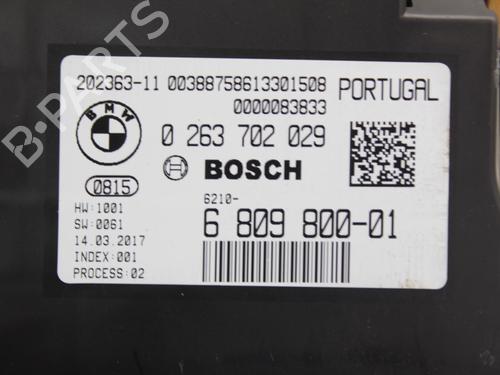 202363-11 00388758613301508 PORTUGAL
0000083833
BMW
0 263 702 029
BOSCH
0815
6210-
6 809 800-01
HW:1001
SW:0061
14.03.2017
INDEX:001
PROCESS:02
B-PARTS